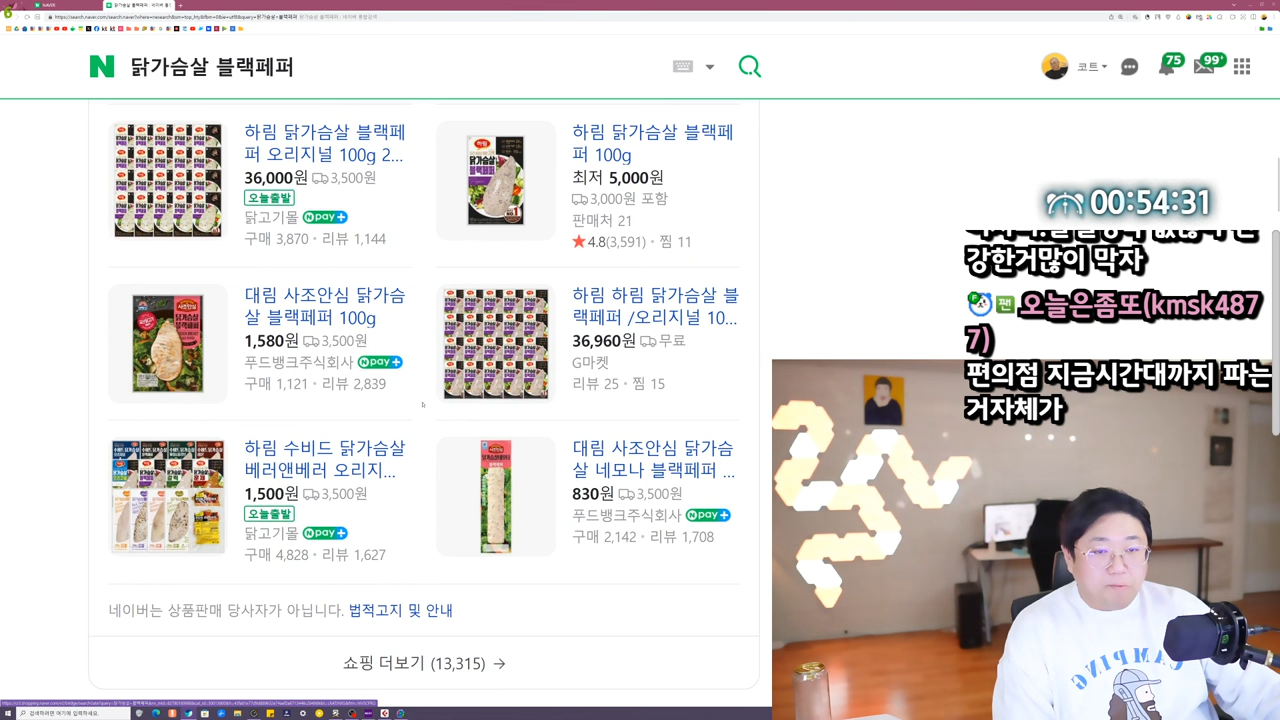 닭가슴살 블랙페퍼
코트
75
99+
하림 닭가슴살 블랙페
퍼 오리지널 100g 2...
36,000원 3,500원
오늘출발
닭고기몰 N pay +
구매 3,870 · 리뷰 1,144
하림 닭가슴살 블랙페
퍼 100g
최저 5,000원
3,000원 포함
판매처 21
4.8(3,591) · 찜 11
대림 사조안심 닭가슴
살 블랙페퍼 100g
1,580원 3,500원
푸드뱅크주식회사 N pay +
구매 1,121 · 리뷰 2,839
하림 하림 닭가슴살 블
랙페퍼 /오리지널 10...
36,960원 무료
G마켓
리뷰 25 · 찜 15
하림 수비드 닭가슴살
베러앤베러 오리지...
1,500원 3,500원
오늘출발
닭고기몰 N pay +
구매 4,828 · 리뷰 1,627
대림 사조안심 닭가슴
살 네모나 블랙페퍼 ...
830원 3,500원
푸드뱅크주식회사 N pay +
구매 2,142 · 리뷰 1,708
네이버는 상품판매 당사자가 아닙니다. 법적고지 및 안내
쇼핑 더보기 (13,315) →
00:54:31
강한거많이 막자
팬 오늘은좀또(kmsk487
7)
편의점 지금시간대까지 파는
거자체가
CAMPING
검색하려면 여기에 입력하십시오.